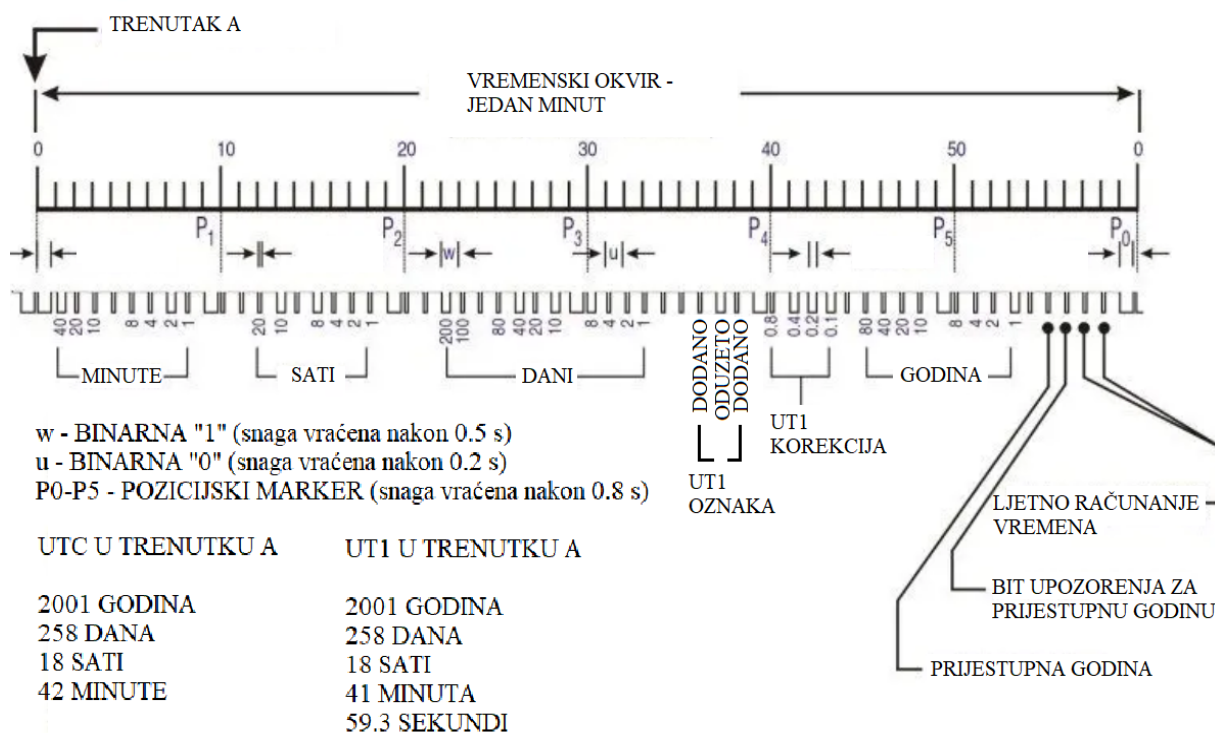 TRENUTAK A
VREMENSKI OKVIR -
JEDAN MINUT
0
10
20
30
40
50
0
P1
P2
P3
P4
P5
P0
w
u
40
20
10
8
4
2
1
20
10
8
4
2
1
200
100
80
40
20
10
8
4
2
1
0.8
0.4
0.2
0.1
80
40
20
10
8
4
2
1
MINUTE
SATI
DANI
DODANO
ODUZETO
DODANO
GODINA
UT1
KOREKCIJA
UT1
OZNAKA
w - BINARNA "1" (snaga vraćena nakon 0.5 s)
u - BINARNA "0" (snaga vraćena nakon 0.2 s)
P0-P5 - POZICIJSKI MARKER (snaga vraćena nakon 0.8 s)
LJETNO RAČUNANJE
VREMENA
BIT UPOZORENJA ZA
PRIJESTUPNU GODINU
PRIJESTUPNA GODINA
UTC U TRENUTKU A
2001 GODINA
258 DANA
18 SATI
42 MINUTE
UT1 U TRENUTKU A
2001 GODINA
258 DANA
18 SATI
41 MINUTA
59.3 SEKUNDI